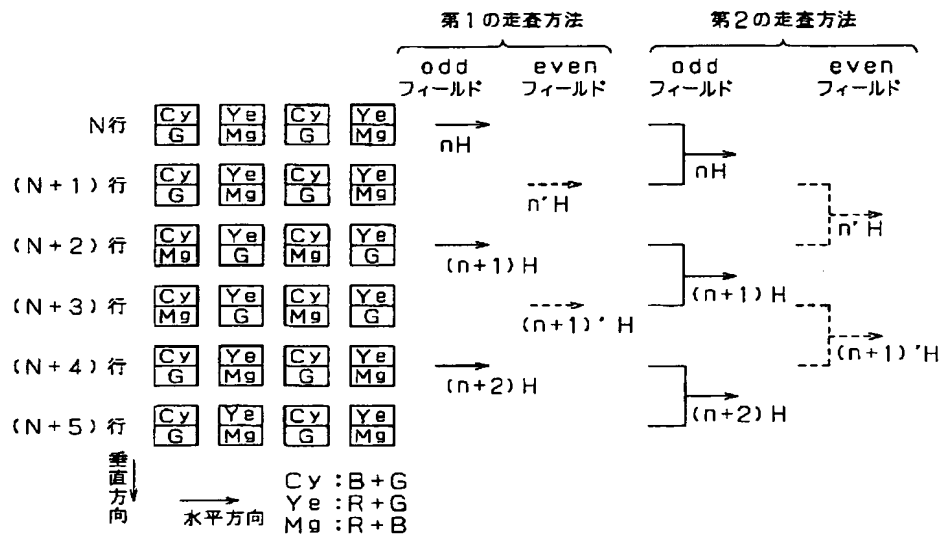 第1の走査方法 第2の走査方法
odd even odd even
フィールド フィールド フィールド フィールド
N行 Cy Ye Cy Ye
G Mg G Mg
nH
nH
(N+1)行 Cy Ye Cy Ye
G Mg G Mg
n'H
n'H
(N+2)行 Cy Ye Cy Ye
Mg G Mg G
(n+1)H
(n+1)H
(N+3)行 Cy Ye Cy Ye
Mg G Mg G
(n+1)'H
(n+1)'H
(N+4)行 Cy Ye Cy Ye
G Mg G Mg
(n+2)H
(n+2)H
(N+5)行 Cy Ye Cy Ye
G Mg G Mg
垂直方向
水平方向
Cy:B+G
Ye:R+G
Mg:R+B